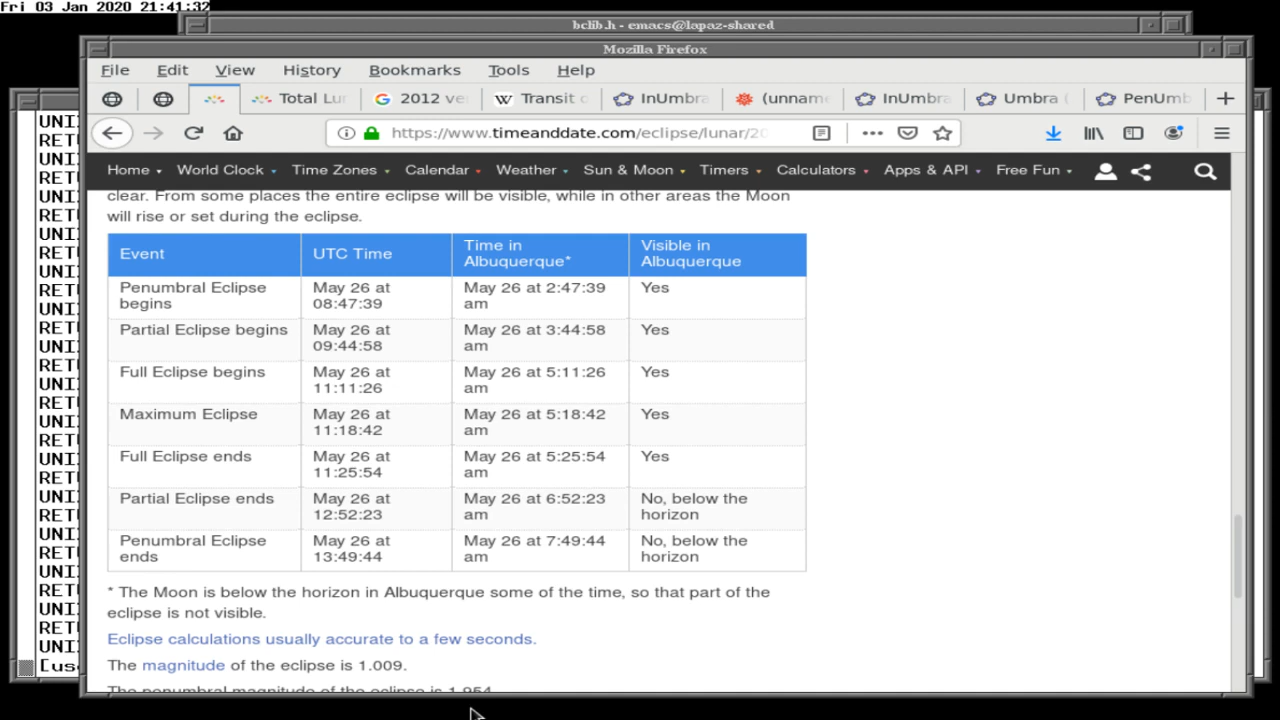 Fri 03 Jan 2020 21:41:32
bclib.h - emacs@lapaz-shared
Mozilla Firefox
File Edit View History Bookmarks Tools Help
Total Lu
2012 ve
Transit
InUmbra
(unname
InUmbra
Umbra (
PenUmb
https://www.timeanddate.com/eclipse/lunar/20
Home World Clock Time Zones Calendar Weather Sun & Moon Timers Calculators Apps & API Free Fun
clear. From some places the entire eclipse will be visible, while in other areas the Moon
will rise or set during the eclipse.
Event
UTC Time
Time in
Albuquerque*
Visible in
Albuquerque
Penumbral Eclipse
begins
May 26 at
08:47:39
May 26 at 2:47:39
am
Yes
Partial Eclipse begins
May 26 at
09:44:58
May 26 at 3:44:58
am
Yes
Full Eclipse begins
May 26 at
11:11:26
May 26 at 5:11:26
am
Yes
Maximum Eclipse
May 26 at
11:18:42
May 26 at 5:18:42
am
Yes
Full Eclipse ends
May 26 at
11:25:54
May 26 at 5:25:54
am
Yes
Partial Eclipse ends
May 26 at
12:52:23
May 26 at 6:52:23
am
No, below the
horizon
Penumbral Eclipse
ends
May 26 at
13:49:44
May 26 at 7:49:44
am
No, below the
horizon
* The Moon is below the horizon in Albuquerque some of the time, so that part of the
eclipse is not visible.
Eclipse calculations usually accurate to a few seconds.
The magnitude of the eclipse is 1.009.
The penumbral magnitude of the eclipse is 1.954.
UNI
RETU
UNI
RETU
UNI
RETU
UNI
RETU
UNI
RETU
UNI
RETU
UNI
RETU
UNI
RETU
UNI
RETU
UNI
RETU
UNI
RETU
UNI
RETU
UNI
RETU
UNI
RETU
UNI
[use